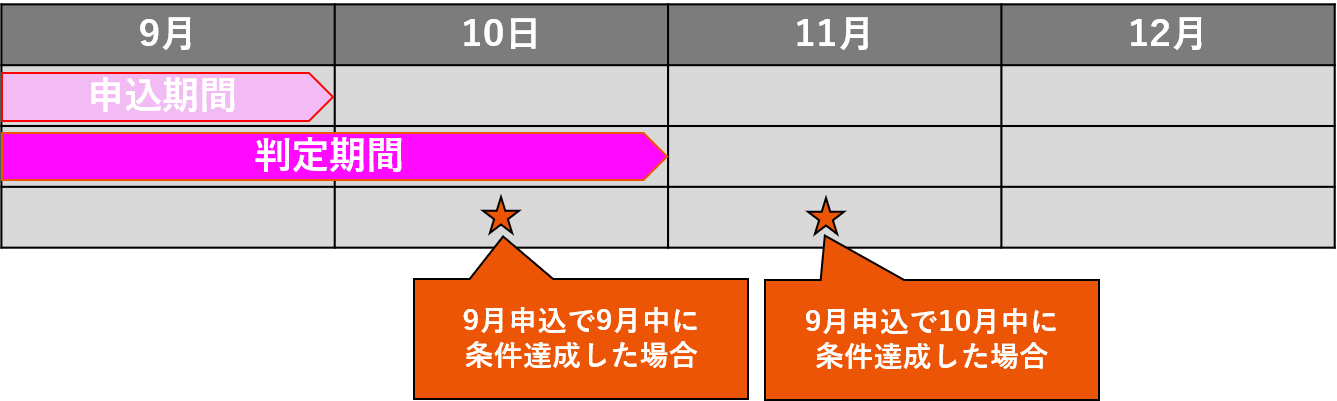 9月
10日
11月
12月
申込期間
判定期間
9月申込で9月中に
条件達成した場合
9月申込で10月中に
条件達成した場合